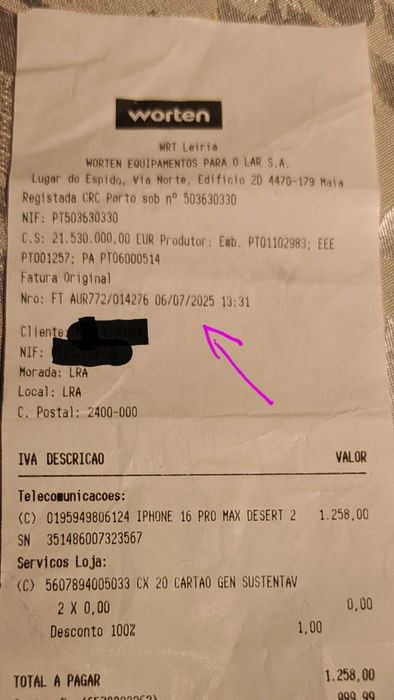 worten
WRT Leiria
WORTEN EQUIPAMENTOS PARA O LAR S.A.
Lugar do Espido, Via Norte, Edificio 2D 4470-179 Maia
Registada CRC Porto sob nº 503630330
NIF: PT503630330
C.S: 21.530.000,00 EUR Produtor: Emb. PT01102983; EEE
PT001257; PA PT06000514
Fatura Original
Nro: FT AUR772/014276 06/07/2025 13:31
Cliente:
NIF:
Morada: LRA
Local: LRA
C. Postal: 2400-000
IVA DESCRICAO VALOR
Telecomunicacoes:
(C) 0195949806124 IPHONE 16 PRO MAX DESERT 2 1.258,00
SN 351486007323567
Servicos Loja:
(C) 5607894005033 CX 20 CARTAO GEN SUSTENTAV
2 X 0,00 0,00
Desconto 100% 1,00
TOTAL A PAGAR 1.258,00
999,99